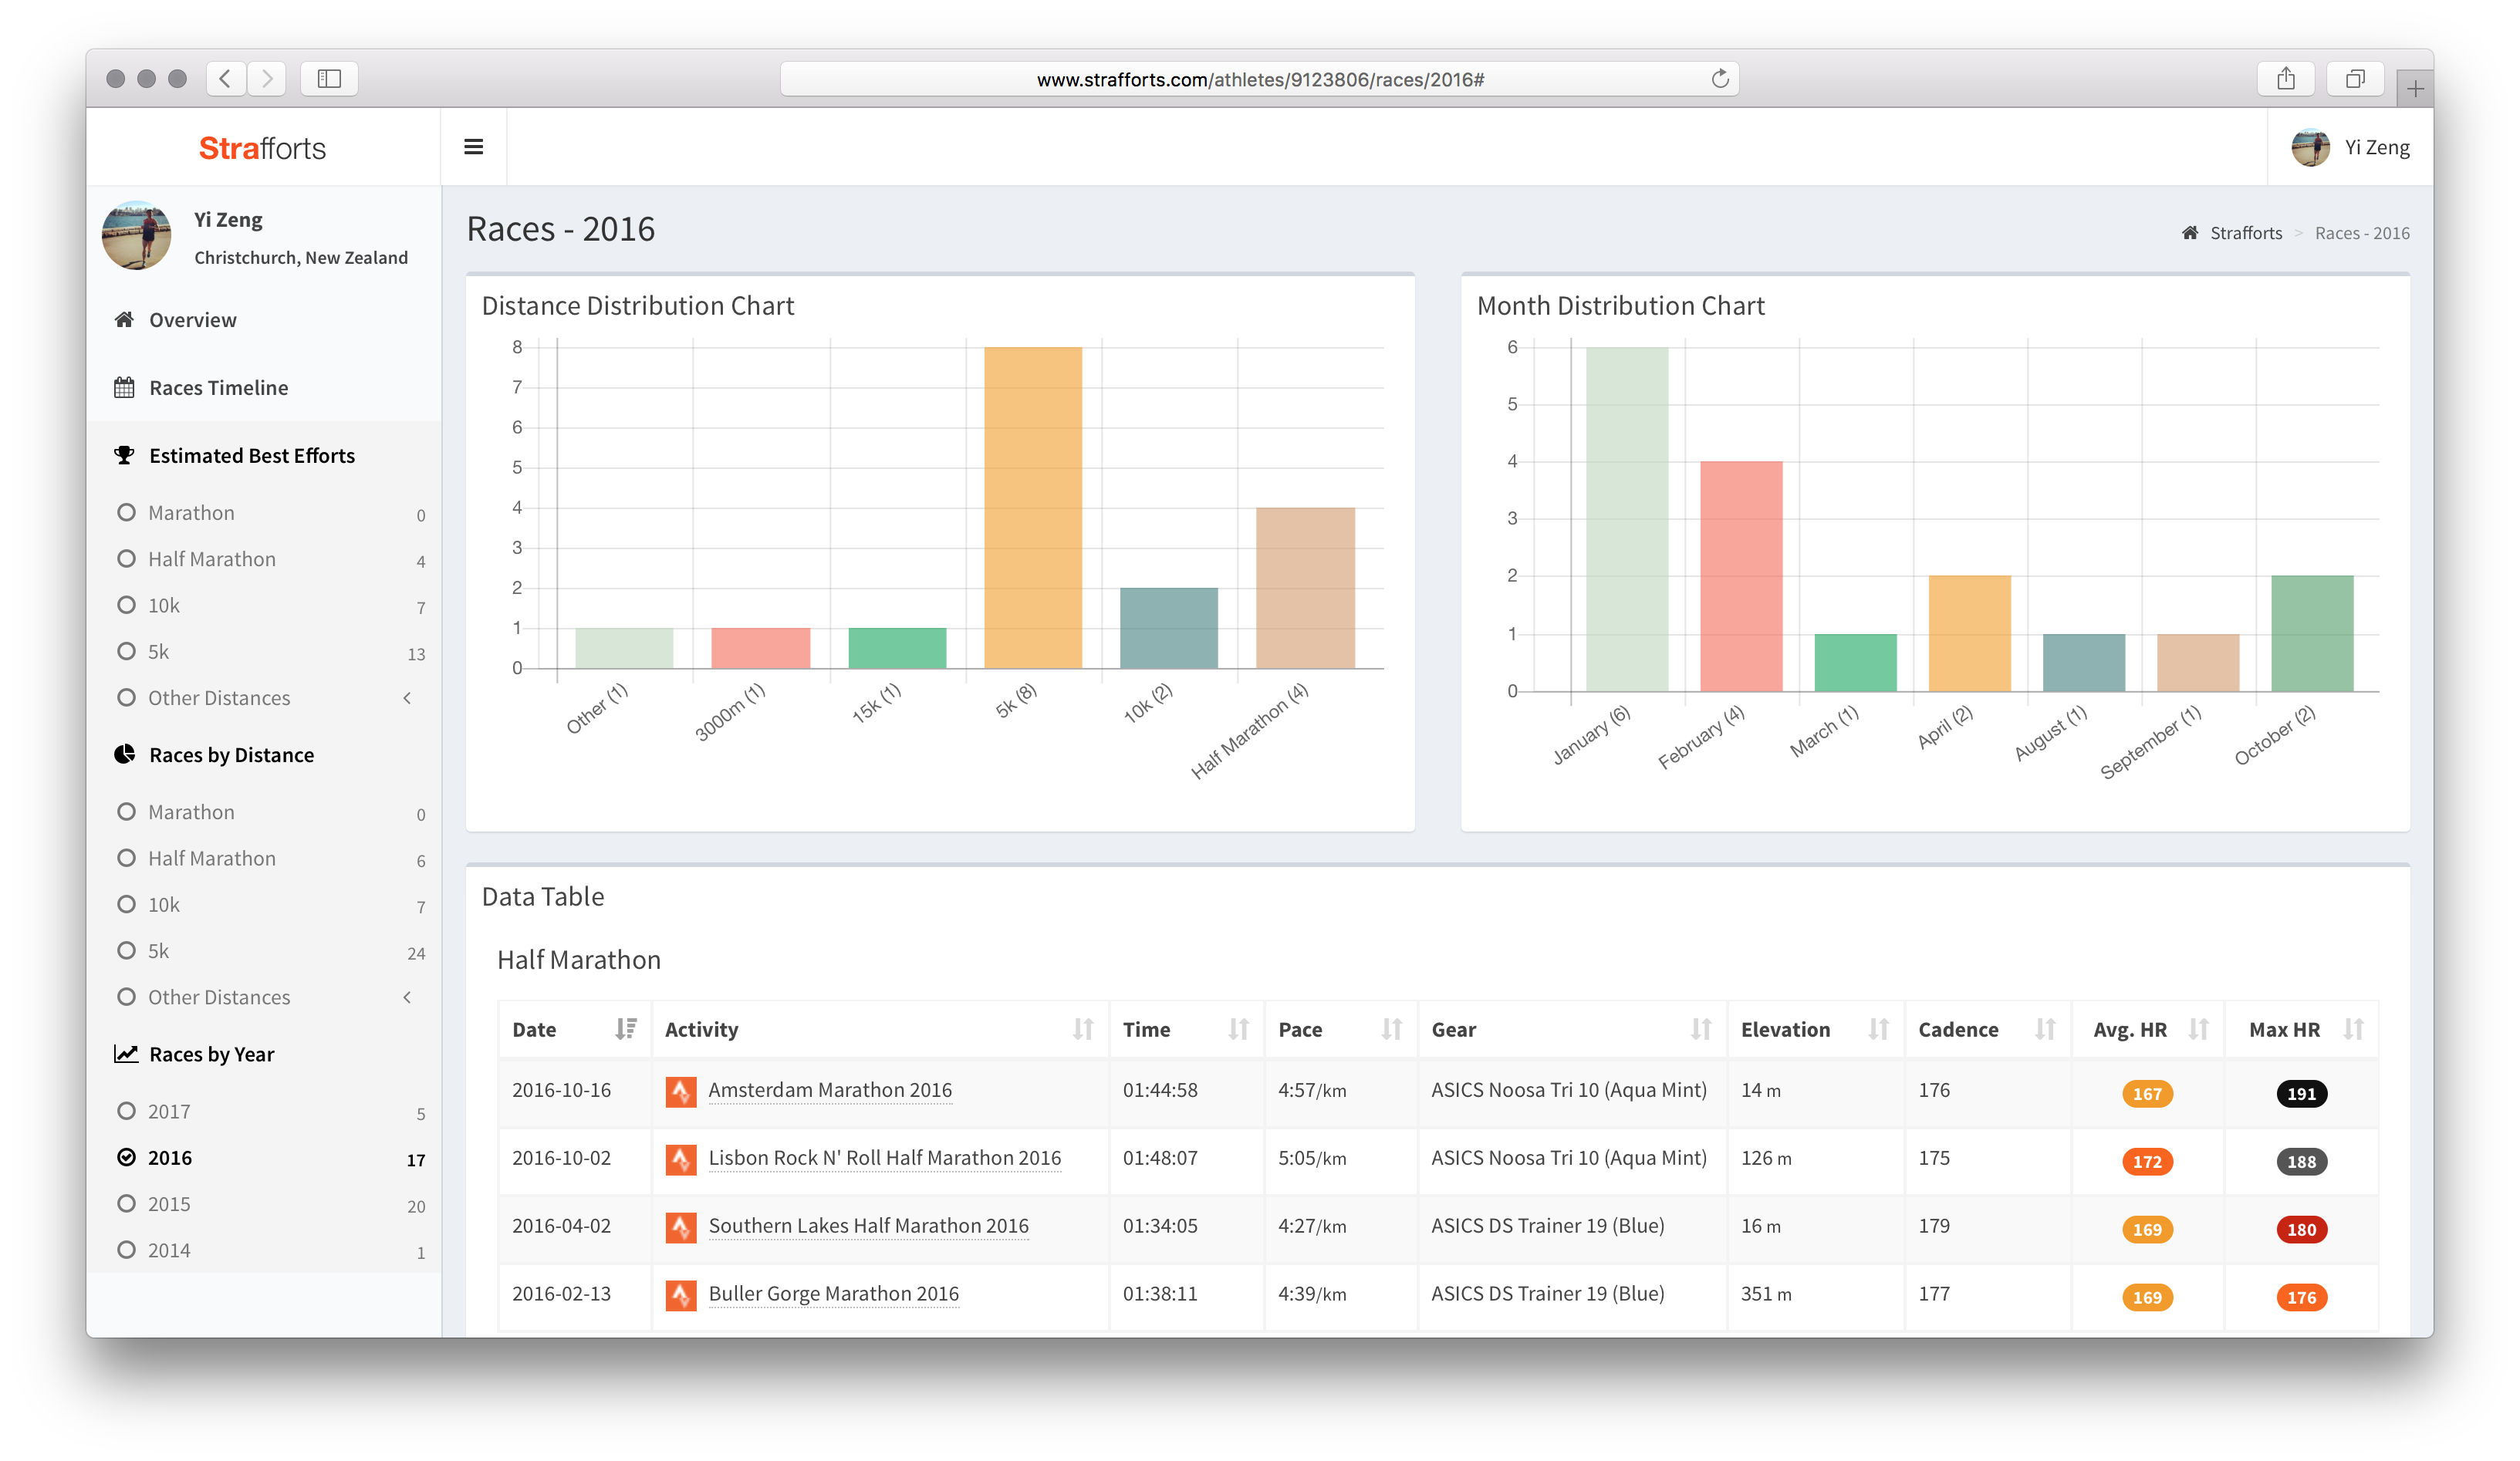 www.strafforts.com/athletes/9123806/races/2016#
Strafforts
Yi Zeng
Yi Zeng
Christchurch, New Zealand
Overview
Races Timeline
Estimated Best Efforts
Marathon 0
Half Marathon 4
10k 7
5k 13
Other Distances
Races by Distance
Marathon 0
Half Marathon 6
10k 7
5k 24
Other Distances
Races by Year
2017 5
2016 17
2015 20
2014 1
Races - 2016
Strafforts > Races - 2016
Distance Distribution Chart
8
7
6
5
4
3
2
1
0
Other (1) 3000m (1) 15k (1) 5k (8) 10k (2) Half Marathon (4)
Month Distribution Chart
6
5
4
3
2
1
0
January (6) February (4) March (1) April (2) August (1) September (1) October (2)
Data Table
Half Marathon
Date Activity Time Pace Gear Elevation Cadence Avg. HR Max HR
2016-10-16 Amsterdam Marathon 2016 01:44:58 4:57/km ASICS Noosa Tri 10 (Aqua Mint) 14 m 176 167 191
2016-10-02 Lisbon Rock N' Roll Half Marathon 2016 01:48:07 5:05/km ASICS Noosa Tri 10 (Aqua Mint) 126 m 175 172 188
2016-04-02 Southern Lakes Half Marathon 2016 01:34:05 4:27/km ASICS DS Trainer 19 (Blue) 16 m 179 169 180
2016-02-13 Buller Gorge Marathon 2016 01:38:11 4:39/km ASICS DS Trainer 19 (Blue) 351 m 177 169 176